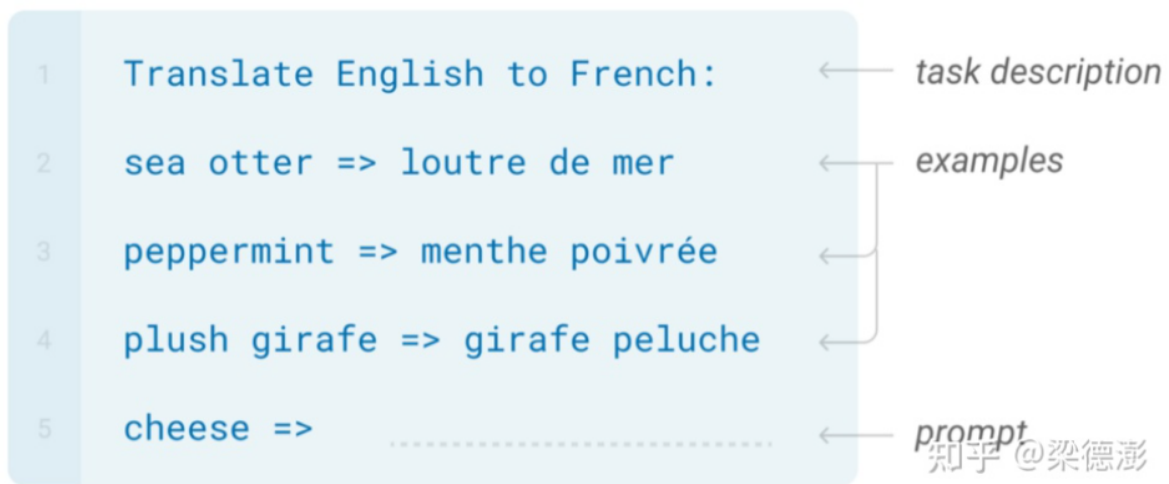 1 Translate English to French: task description
2 sea otter => loutre de mer examples
3 peppermint => menthe poivrée
4 plush girafe => girafe peluche
5 cheese => prompt
知乎 @梁德澎